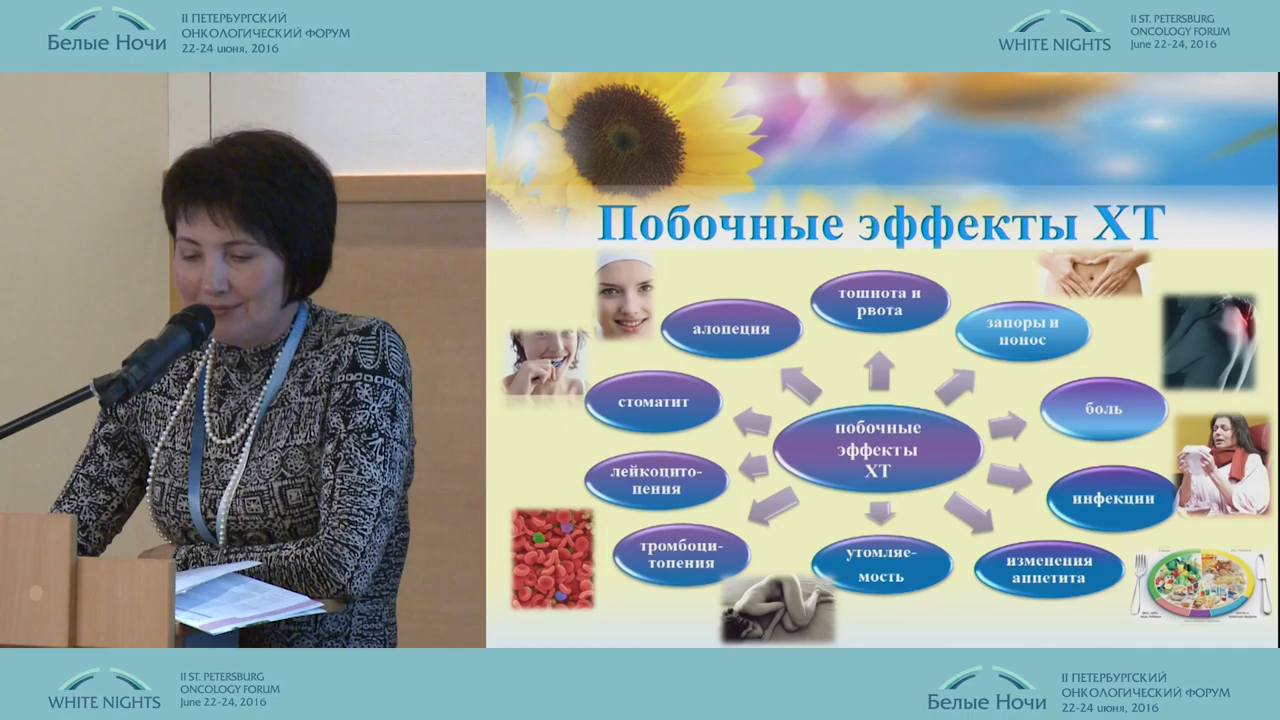 Белые Ночи
II ПЕТЕРБУРГСКИЙ
ОНКОЛОГИЧЕСКИЙ ФОРУМ
22-24 июня, 2016
WHITE NIGHTS
II ST. PETERSBURG
ONCOLOGY FORUM
June 22-24, 2016
Побочные эффекты ХТ
тошнота и
рвота
алопеция
запоры и
понос
стоматит
боль
побочные
эффекты
ХТ
лейкоцито-
пения
инфекции
тромбоци-
топения
утомляе-
мость
изменения
аппетита
WHITE NIGHTS
II ST. PETERSBURG
ONCOLOGY FORUM
June 22-24, 2016
Белые Ночи
II ПЕТЕРБУРГСКИЙ
ОНКОЛОГИЧЕСКИЙ ФОРУМ
22-24 июня, 2016